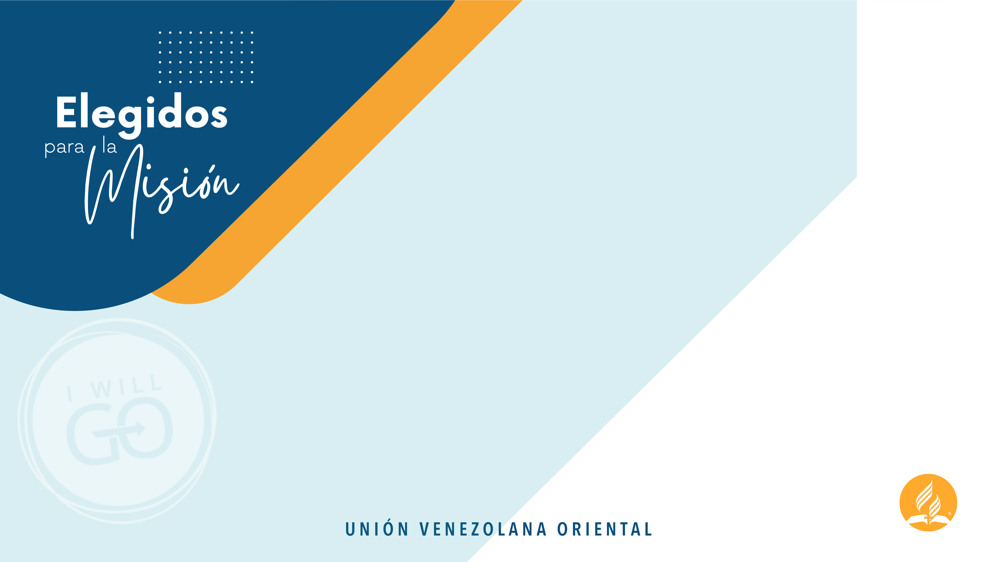 Elegidos
para la
Misión
I WILL
GO
UNIÓN VENEZOLANA ORIENTAL
®